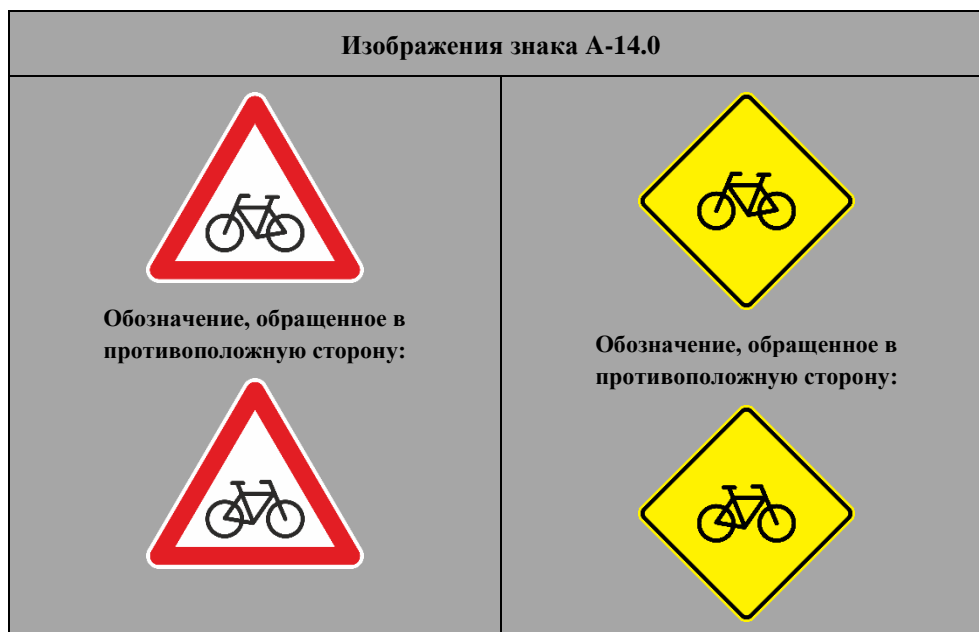 Изображения знака А-14.0
Обозначение, обращенное в
противоположную сторону:
Обозначение, обращенное в
противоположную сторону: